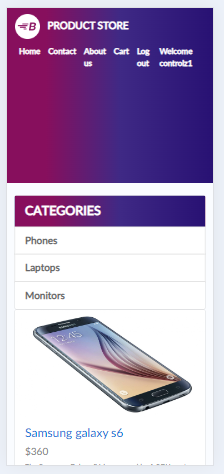 B PRODUCT STORE
Home Contact About us Cart Log out Welcome controlz1
CATEGORIES
Phones
Laptops
Monitors
Samsung galaxy s6
$360